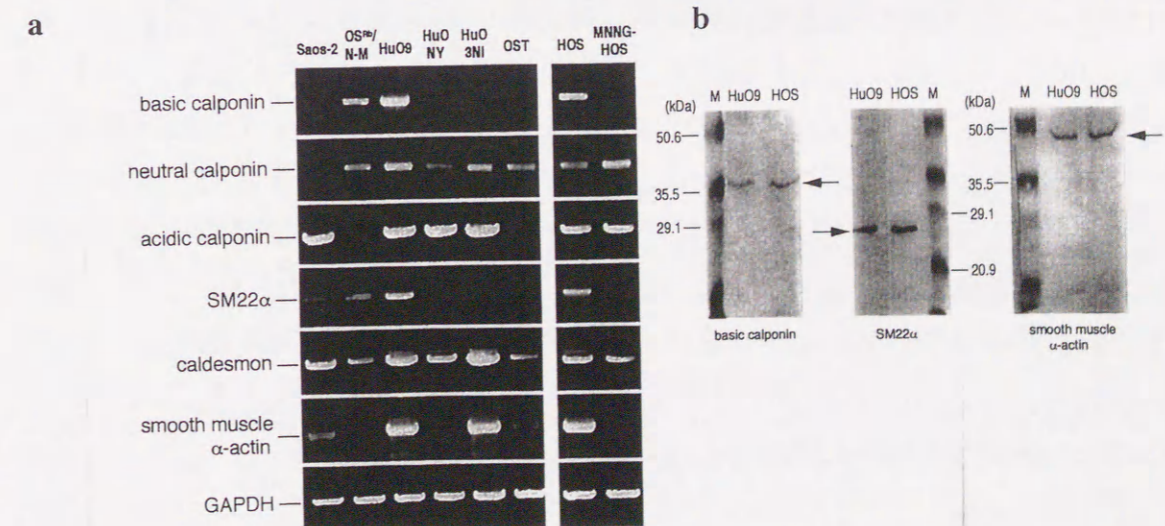 a
Saos-2 OSᴿᵇ/N-M HuO9 HuO NY HuO 3NI OST HOS MNNG-HOS
basic calponin
neutral calponin
acidic calponin
SM22α
caldesmon
smooth muscle α-actin
GAPDH
b
(kDa) M HuO9 HOS
50.6
35.5
29.1
basic calponin
HuO9 HOS M
29.1
20.9
SM22α
(kDa) M HuO9 HOS
50.6
35.5
smooth muscle
α-actin